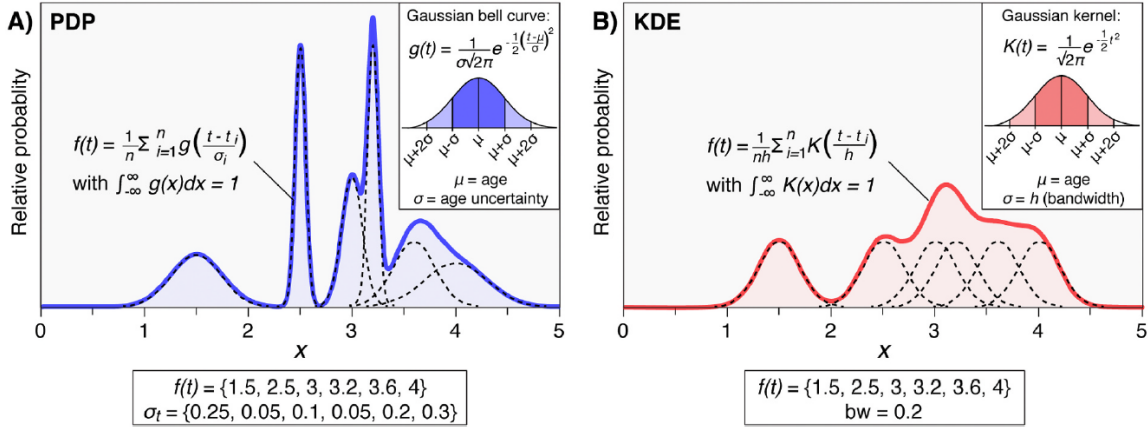 A) PDP
Relative probablity
f(t) = 1/n Σ i=1 n g((t - t i)/σi)
with ∫-∞ ∞ g(x)dx = 1
Gaussian bell curve:
g(t) = 1/(σ√2π) e -1/2((t-μ)/σ)2
μ+2σ μ-σ μ μ+σ μ+2σ
μ = age
σ = age uncertainty
0 1 2 3 4 5
x
f(t) = {1.5, 2.5, 3, 3.2, 3.6, 4}
σt = {0.25, 0.05, 0.1, 0.05, 0.2, 0.3}
B) KDE
Relative probablity
f(t) = 1/nh Σ i=1 n K((t - t i)/h)
with ∫-∞ ∞ K(x)dx = 1
Gaussian kernel:
K(t) = 1/√2π e -1/2 t2
μ+2σ μ-σ μ μ+σ μ+2σ
μ = age
σ = h (bandwidth)
0 1 2 3 4 5
x
f(t) = {1.5, 2.5, 3, 3.2, 3.6, 4}
bw = 0.2